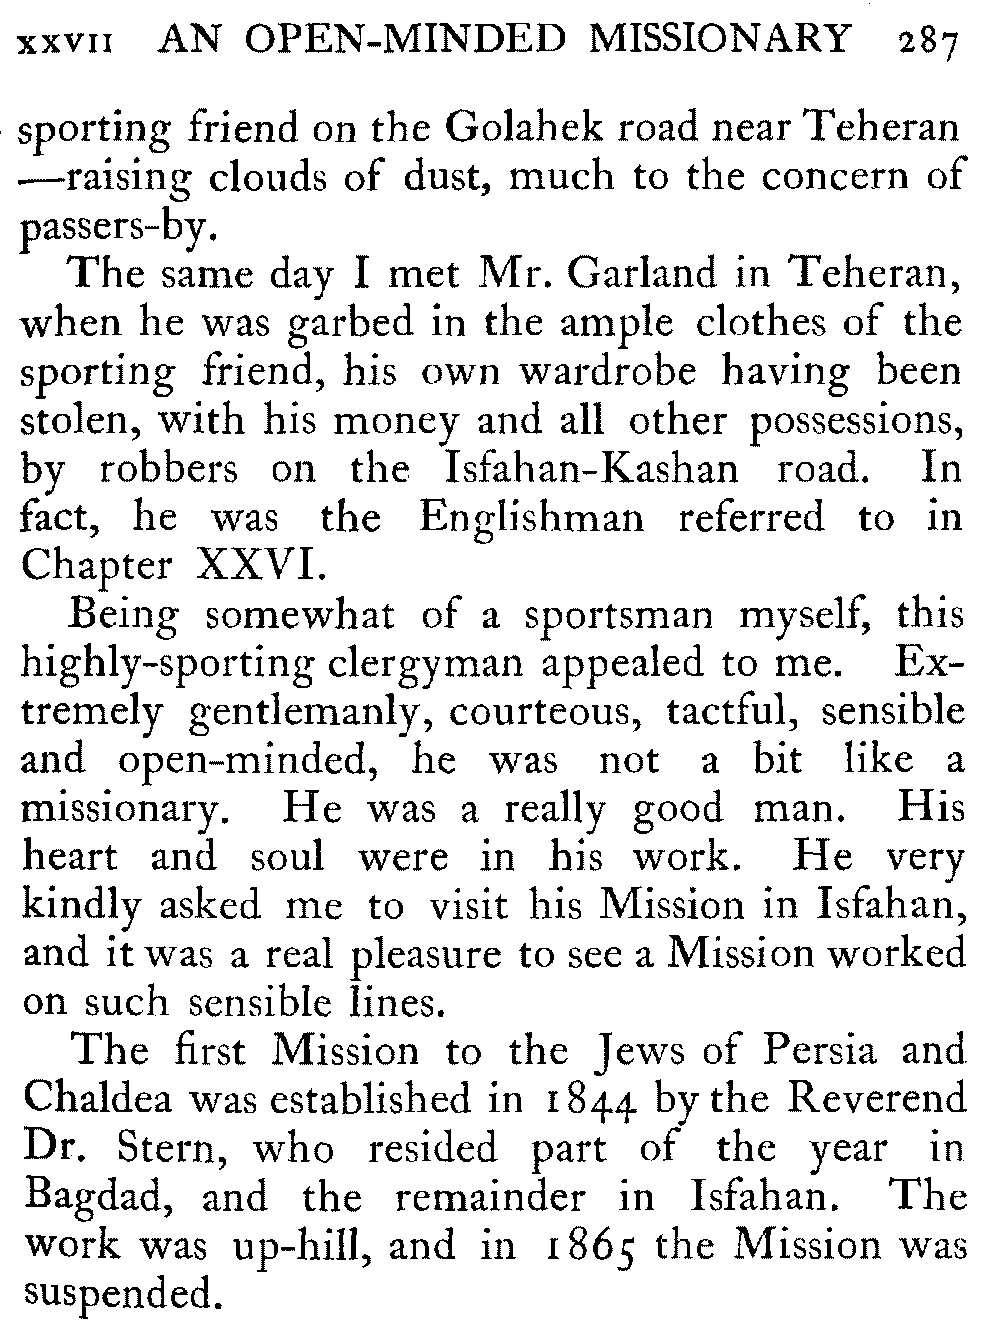 XXVII AN OPEN-MINDED MISSIONARY 287
sporting friend on the Golahek road near Teheran
—raising clouds of dust, much to the concern of
passers-by.
The same day I met Mr. Garland in Teheran,
when he was garbed in the ample clothes of the
sporting friend, his own wardrobe having been
stolen, with his money and all other possessions,
by robbers on the Isfahan-Kashan road. In
fact, he was the Englishman referred to in
Chapter XXVI.
Being somewhat of a sportsman myself, this
highly-sporting clergyman appealed to me. Ex-
tremely gentlemanly, courteous, tactful, sensible
and open-minded, he was not a bit like a
missionary. He was a really good man. His
heart and soul were in his work. He very
kindly asked me to visit his Mission in Isfahan,
and it was a real pleasure to see a Mission worked
on such sensible lines.
The first Mission to the Jews of Persia and
Chaldea was established in 1844 by the Reverend
Dr. Stern, who resided part of the year in
Bagdad, and the remainder in Isfahan. The
work was up-hill, and in 1865 the Mission was
suspended.